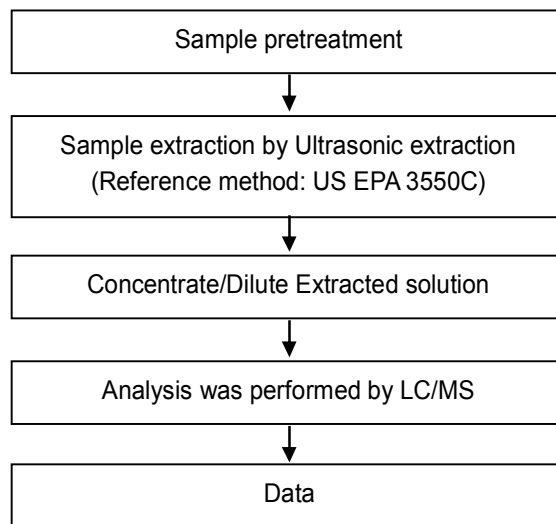 Sample pretreatment
Sample extraction by Ultrasonic extraction
(Reference method: US EPA 3550C)
Concentrate/Dilute Extracted solution
Analysis was performed by LC/MS
Data